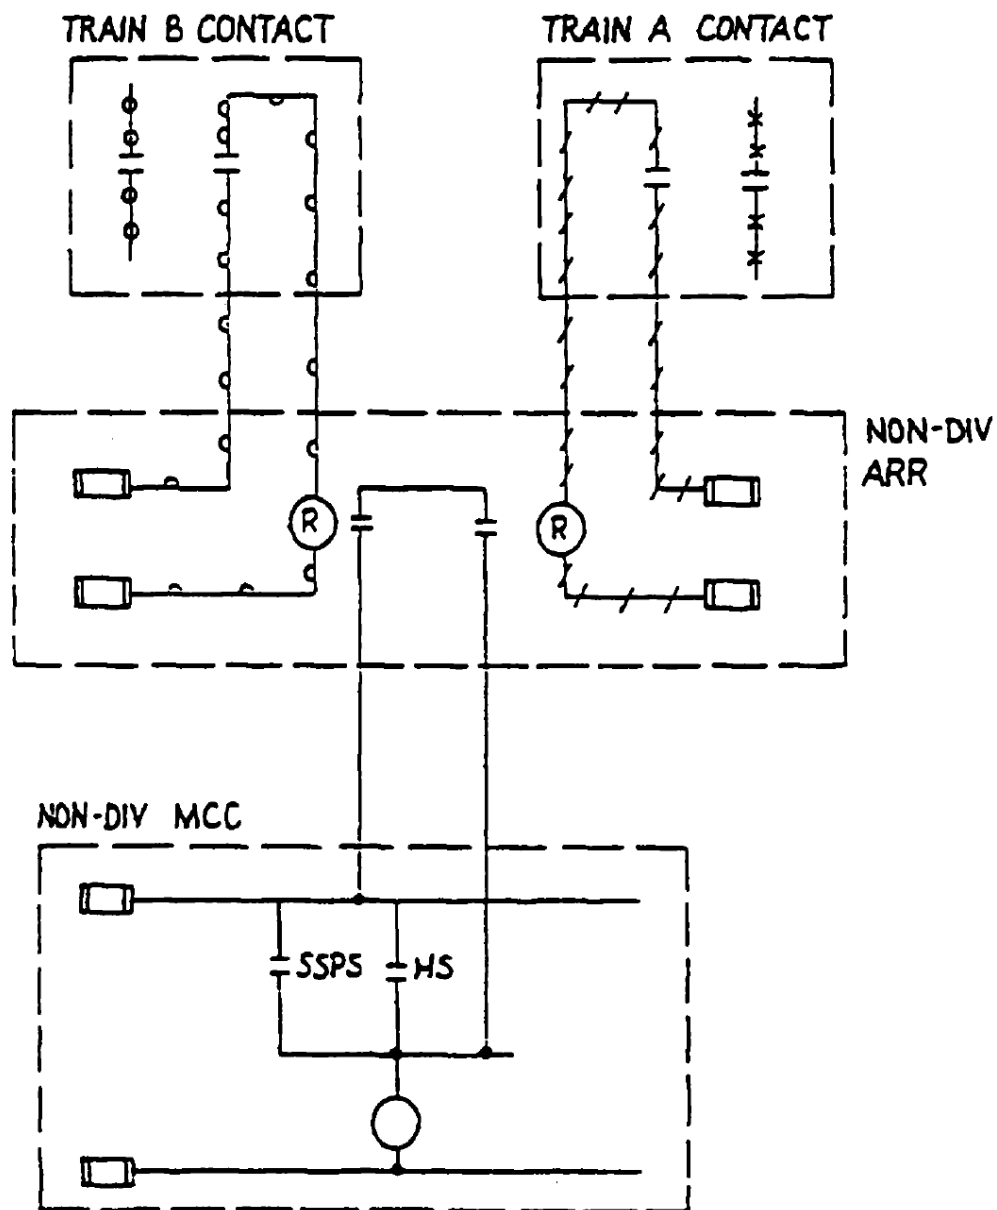 TRAIN B CONTACT
TRAIN A CONTACT
NON-DIV
ARR
R
R
NON-DIV MCC
SSPS
HS